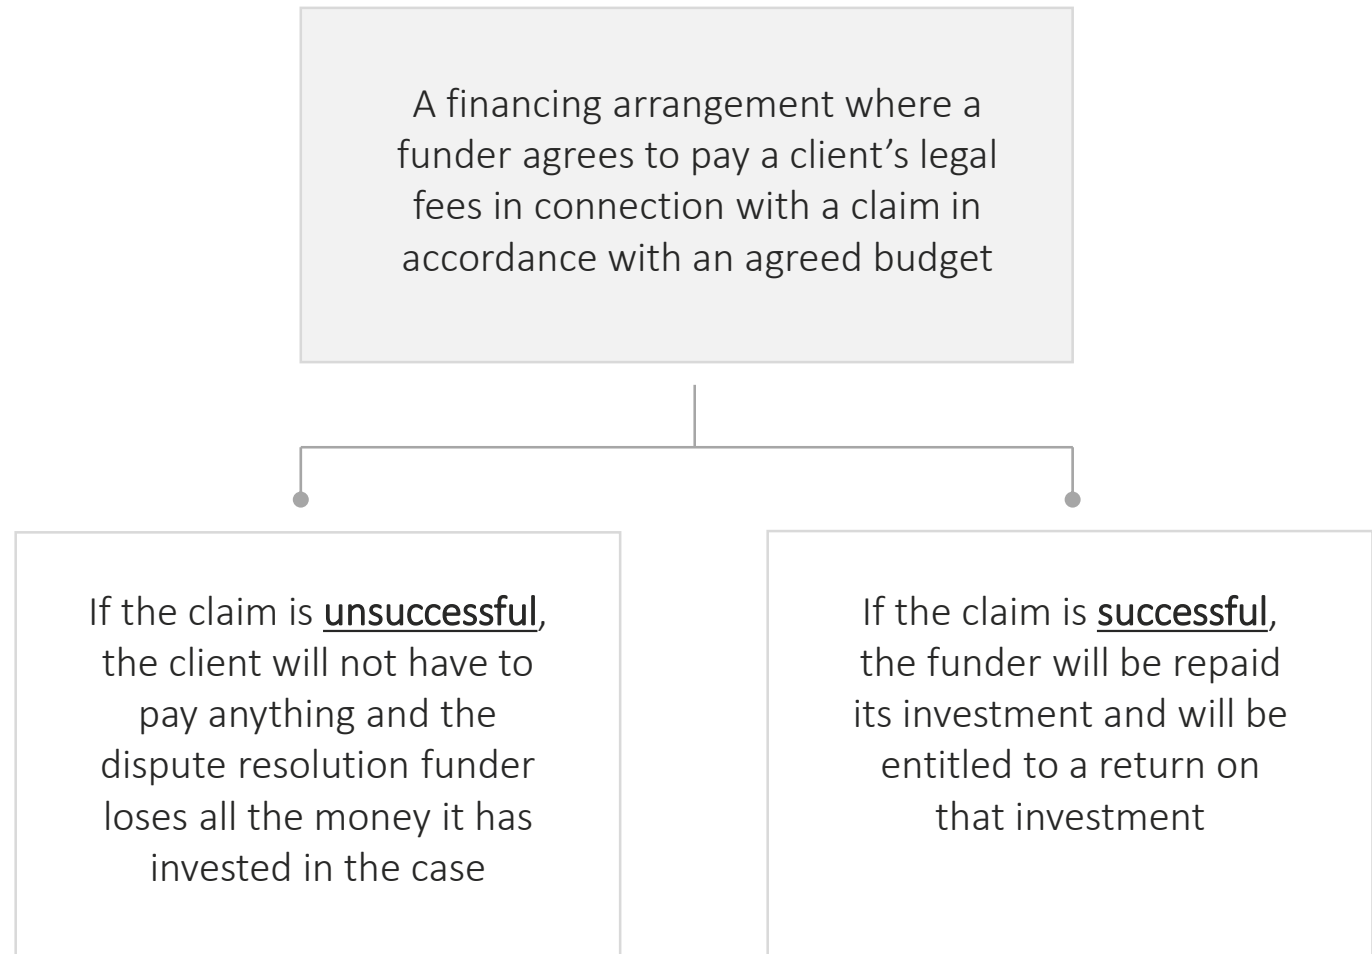 A financing arrangement where a
funder agrees to pay a client’s legal
fees in connection with a claim in
accordance with an agreed budget
If the claim is unsuccessful,
the client will not have to
pay anything and the
dispute resolution funder
loses all the money it has
invested in the case
If the claim is successful,
the funder will be repaid
its investment and will be
entitled to a return on
that investment